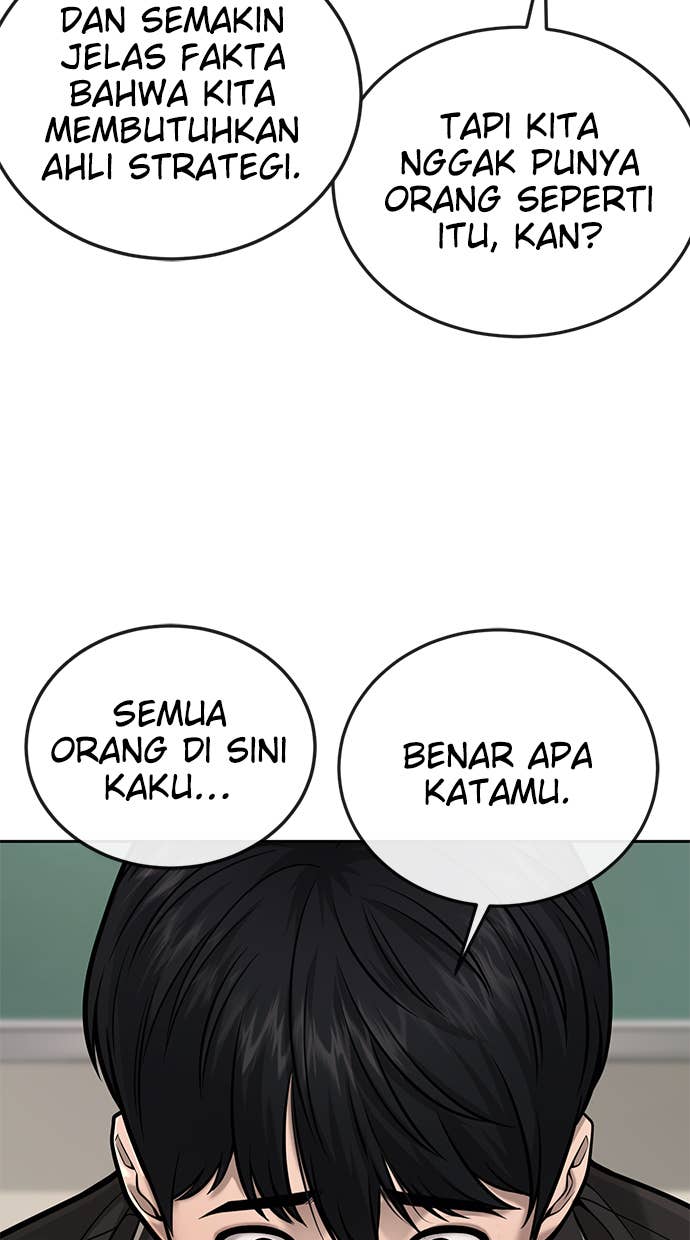 DAN SEMAKIN
JELAS FAKTA
BAHWA KITA
MEMBUTUHKAN
AHLI STRATEGI.
TAPI KITA
NGGAK PUNYA
ORANG SEPERTI
ITU, KAN?
SEMUA
ORANG DI SINI
KAKU...
BENAR APA
KATAMU.